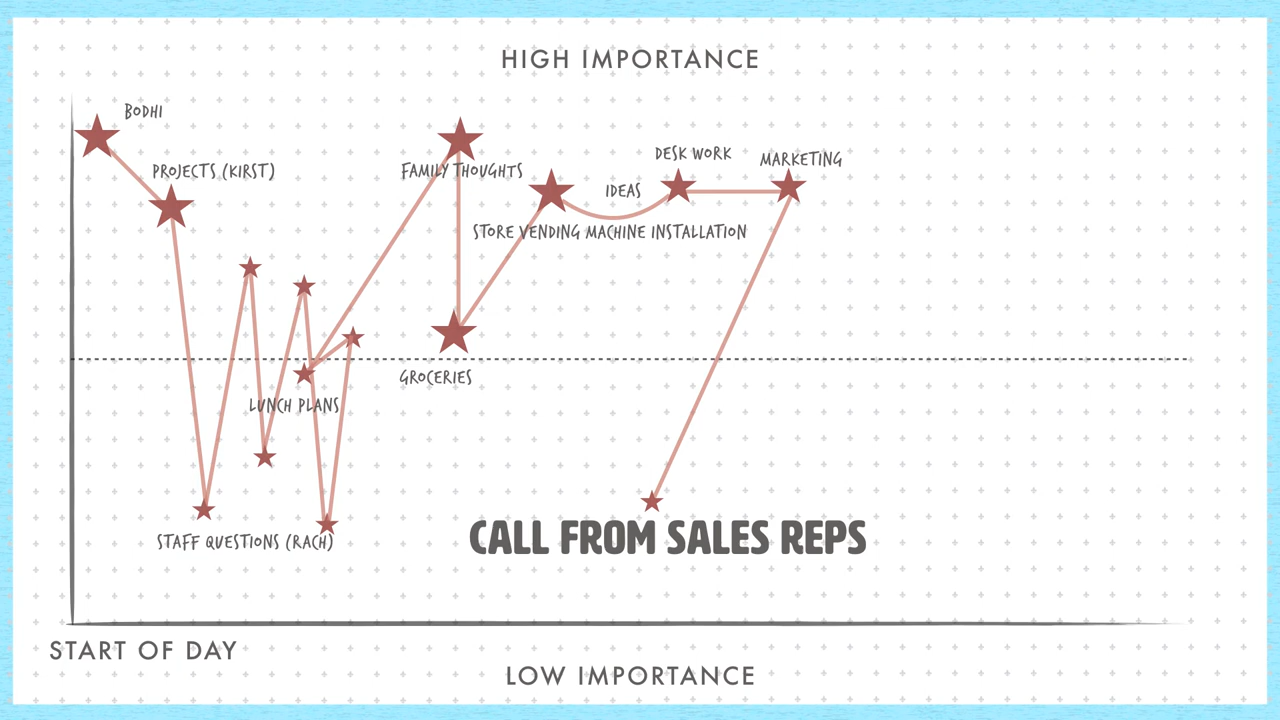 HIGH IMPORTANCE
BODHI
PROJECTS (KIRST)
FAMILY THOUGHTS
DESK WORK
MARKETING
IDEAS
STORE VENDING MACHINE INSTALLATION
GROCERIES
LUNCH PLANS
STAFF QUESTIONS (RACH)
CALL FROM SALES REPS
START OF DAY
LOW IMPORTANCE